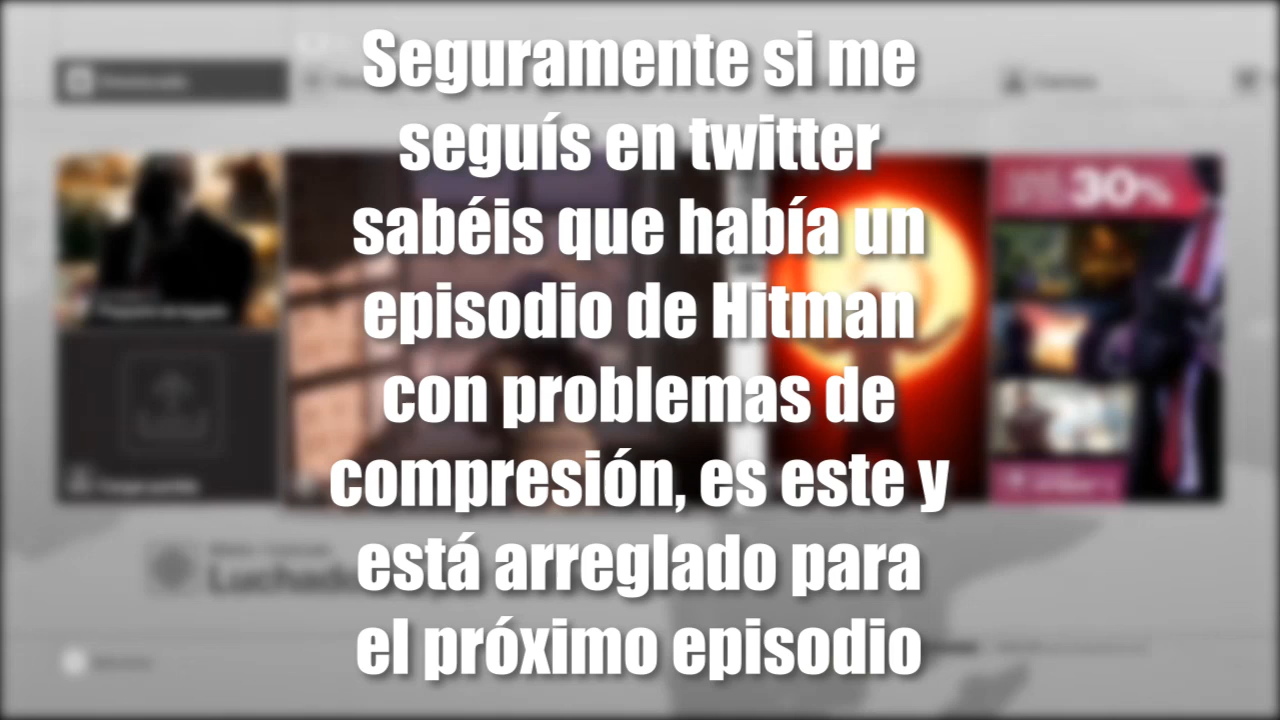 Seguramente si me
seguís en twitter
sabéis que había un
episodio de Hitman
con problemas de
compresión, es este y
está arreglado para
el próximo episodio
30%